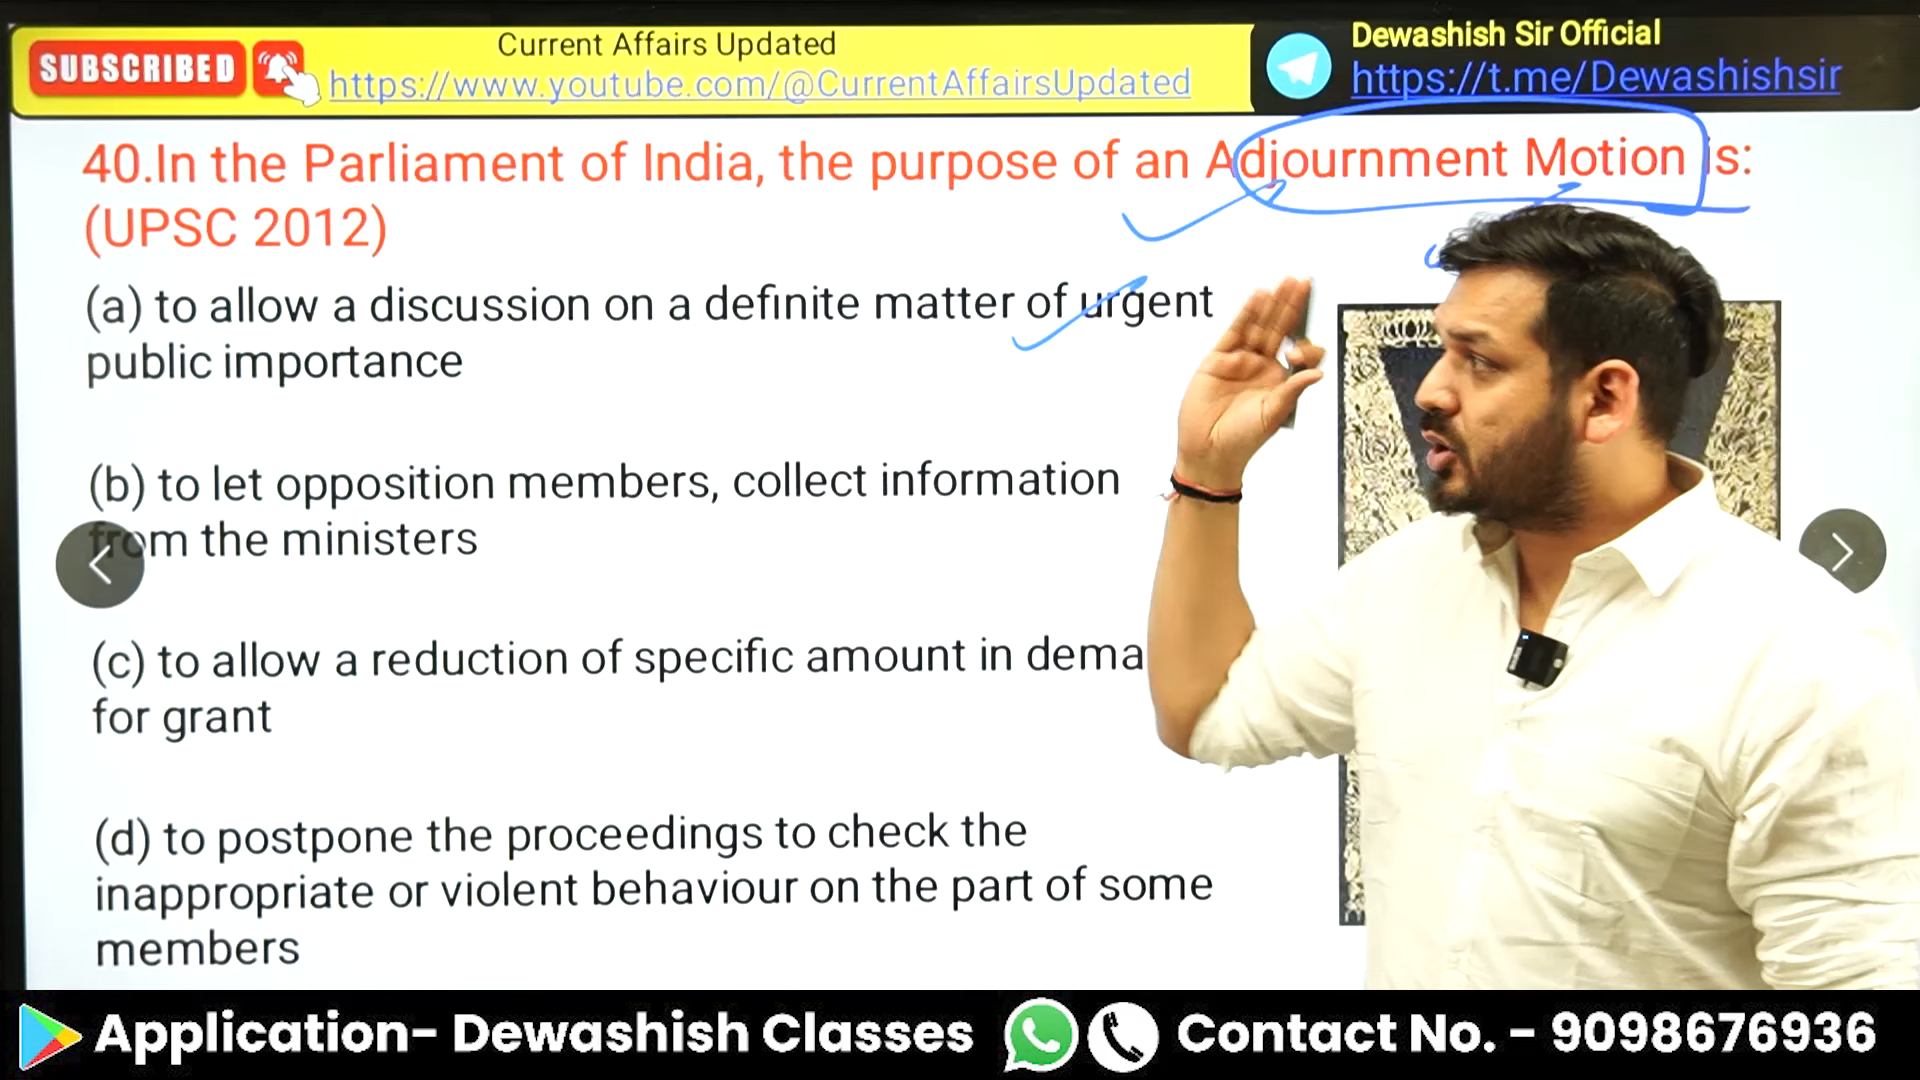 SUBSCRIBED
Current Affairs Updated
https://www.youtube.com/@CurrentAffairsUpdated
Dewashish Sir Official
https://t.me/Dewashishsir
40.In the Parliament of India, the purpose of an Adjournment Motion is:
(UPSC 2012)
(a) to allow a discussion on a definite matter of urgent
public importance
(b) to let opposition members, collect information
from the ministers
(c) to allow a reduction of specific amount in dema
for grant
(d) to postpone the proceedings to check the
inappropriate or violent behaviour on the part of some
members
Application- Dewashish Classes
Contact No. - 9098676936